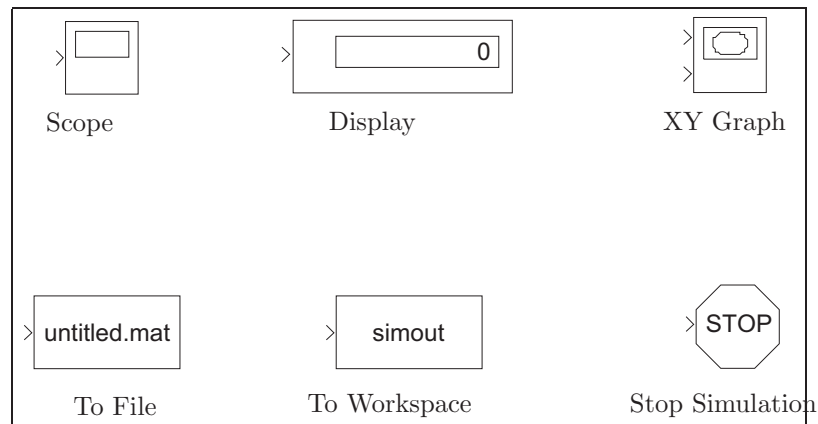 0
Scope
Display
XY Graph
untitled.mat
simout
STOP
To File
To Workspace
Stop Simulation